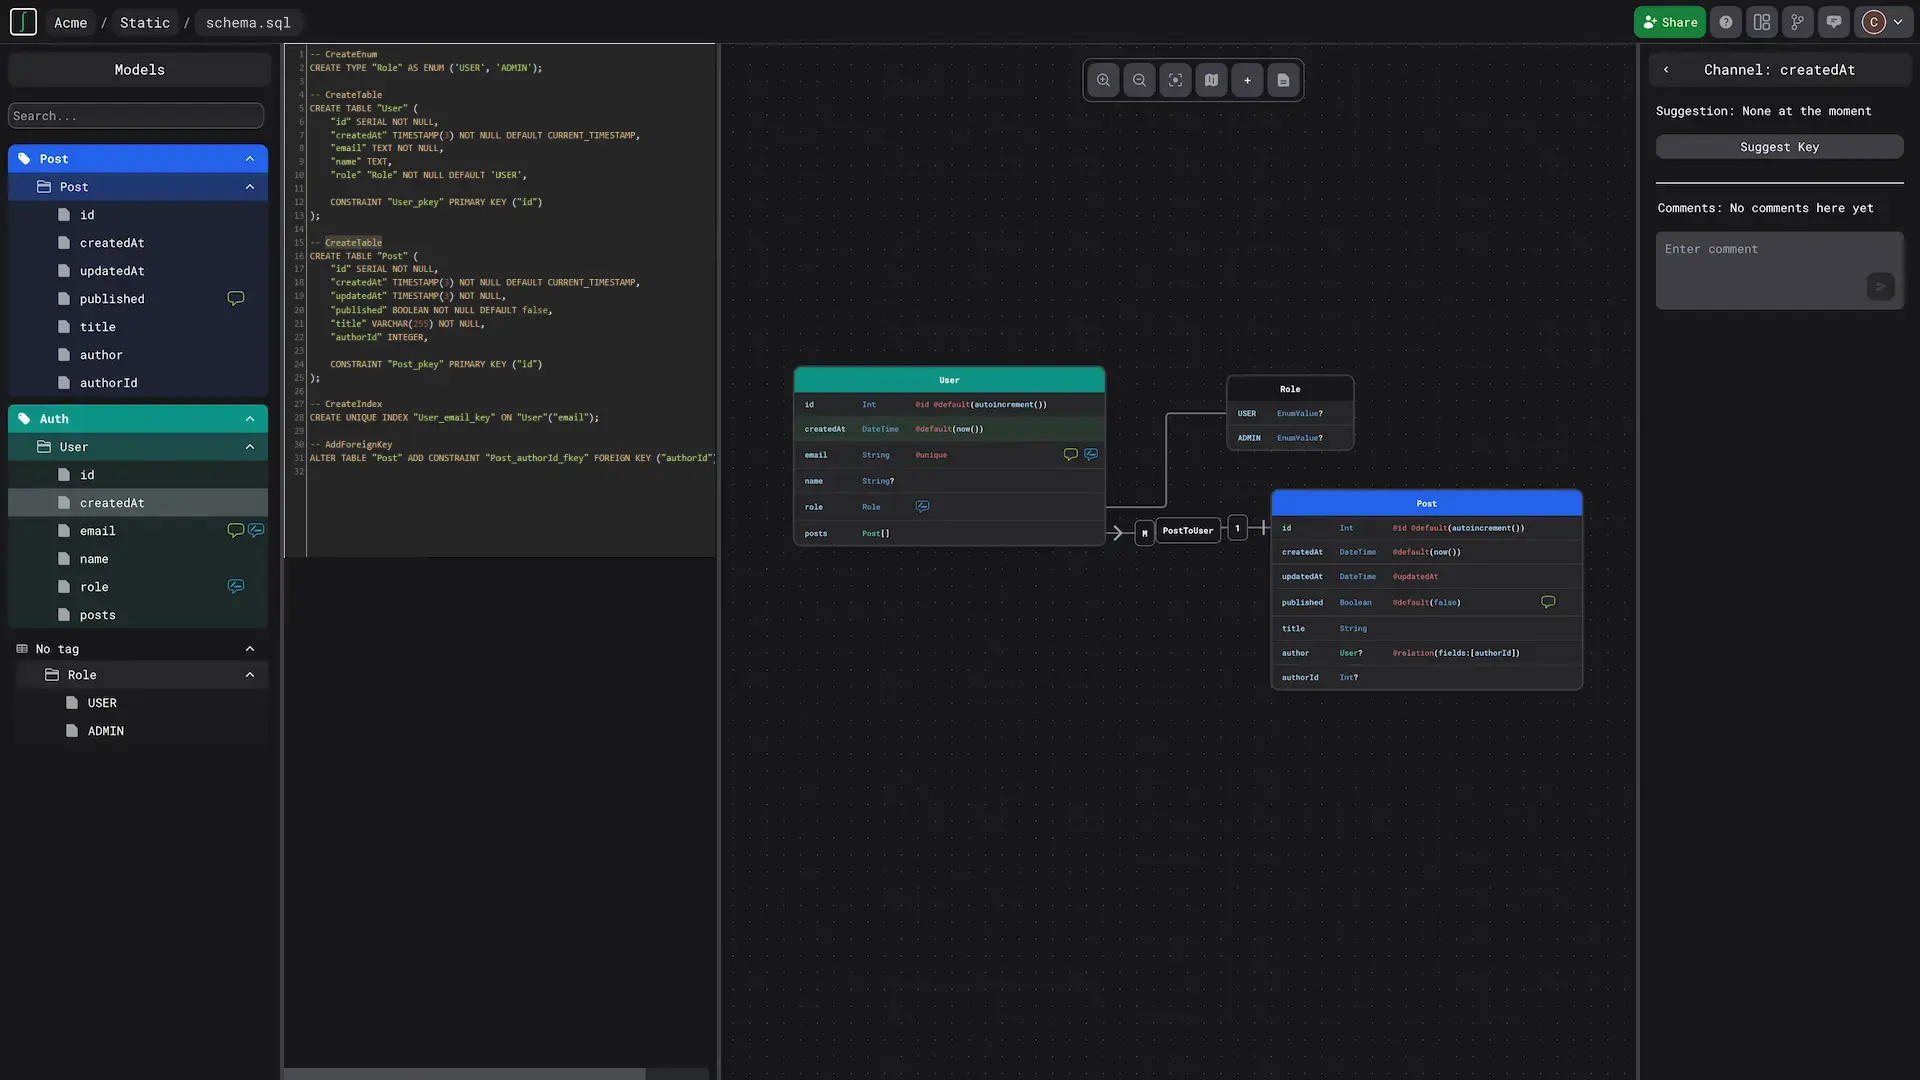 Acme / Static / schema.sql
Share
C
Models
Search...
Post
Post
id
createdAt
updatedAt
published
title
author
authorId
Auth
User
id
createdAt
email
name
role
posts
No tag
Role
USER
ADMIN
1 -- CreateEnum
2 CREATE TYPE "Role" AS ENUM ('USER', 'ADMIN');
3
4 -- CreateTable
5 CREATE TABLE "User" (
6 "id" SERIAL NOT NULL,
7 "createdAt" TIMESTAMP(3) NOT NULL DEFAULT CURRENT_TIMESTAMP,
8 "email" TEXT NOT NULL,
9 "name" TEXT,
10 "role" "Role" NOT NULL DEFAULT 'USER',
11
12 CONSTRAINT "User_pkey" PRIMARY KEY ("id")
13 );
14
15 -- CreateTable
16 CREATE TABLE "Post" (
17 "id" SERIAL NOT NULL,
18 "createdAt" TIMESTAMP(3) NOT NULL DEFAULT CURRENT_TIMESTAMP,
19 "updatedAt" TIMESTAMP(3) NOT NULL,
20 "published" BOOLEAN NOT NULL DEFAULT false,
21 "title" VARCHAR(255) NOT NULL,
22 "authorId" INTEGER,
23
24 CONSTRAINT "Post_pkey" PRIMARY KEY ("id")
25 );
26
27 -- CreateIndex
28 CREATE UNIQUE INDEX "User_email_key" ON "User"("email");
29
30 -- AddForeignKey
31 ALTER TABLE "Post" ADD CONSTRAINT "Post_authorId_fkey" FOREIGN KEY ("authorId")
32
User
id Int @id @default(autoincrement())
createdAt DateTime @default(now())
email String @unique
name String?
role Role
posts Post[]
M
PostToUser
1
Role
USER EnumValue?
ADMIN EnumValue?
Post
id Int @id @default(autoincrement())
createdAt DateTime @default(now())
updatedAt DateTime @updatedAt
published Boolean @default(false)
title String
author User? @relation(fields:[authorId])
authorId Int?
Channel: createdAt
Suggestion: None at the moment
Suggest Key
Comments: No comments here yet
Enter comment